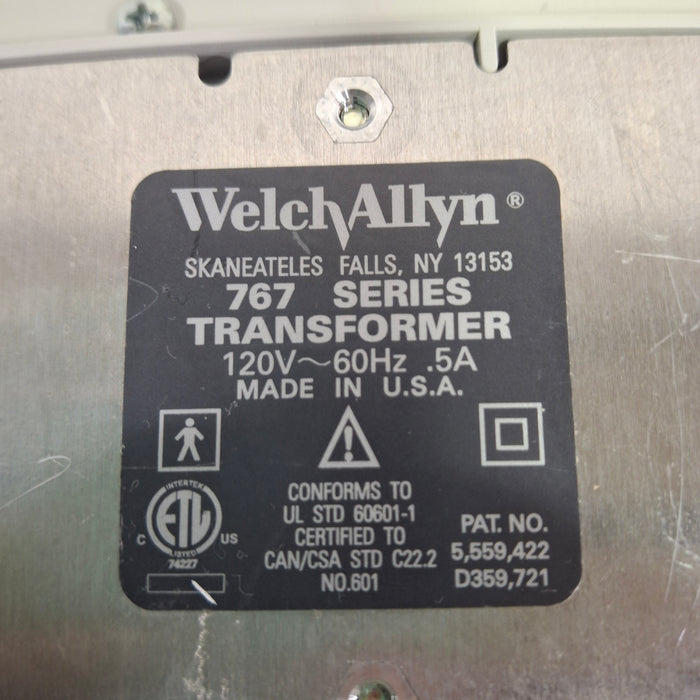 WelchAllyn®
SKANEATELES FALLS, NY 13153
767 SERIES
TRANSFORMER
120V~60Hz .5A
MADE IN U.S.A.
INTERTEK
ETL
C US
LISTED
74227
CONFORMS TO
UL STD 60601-1
CERTIFIED TO
CAN/CSA STD C22.2
NO.601
PAT. NO.
5,559,422
D359,721